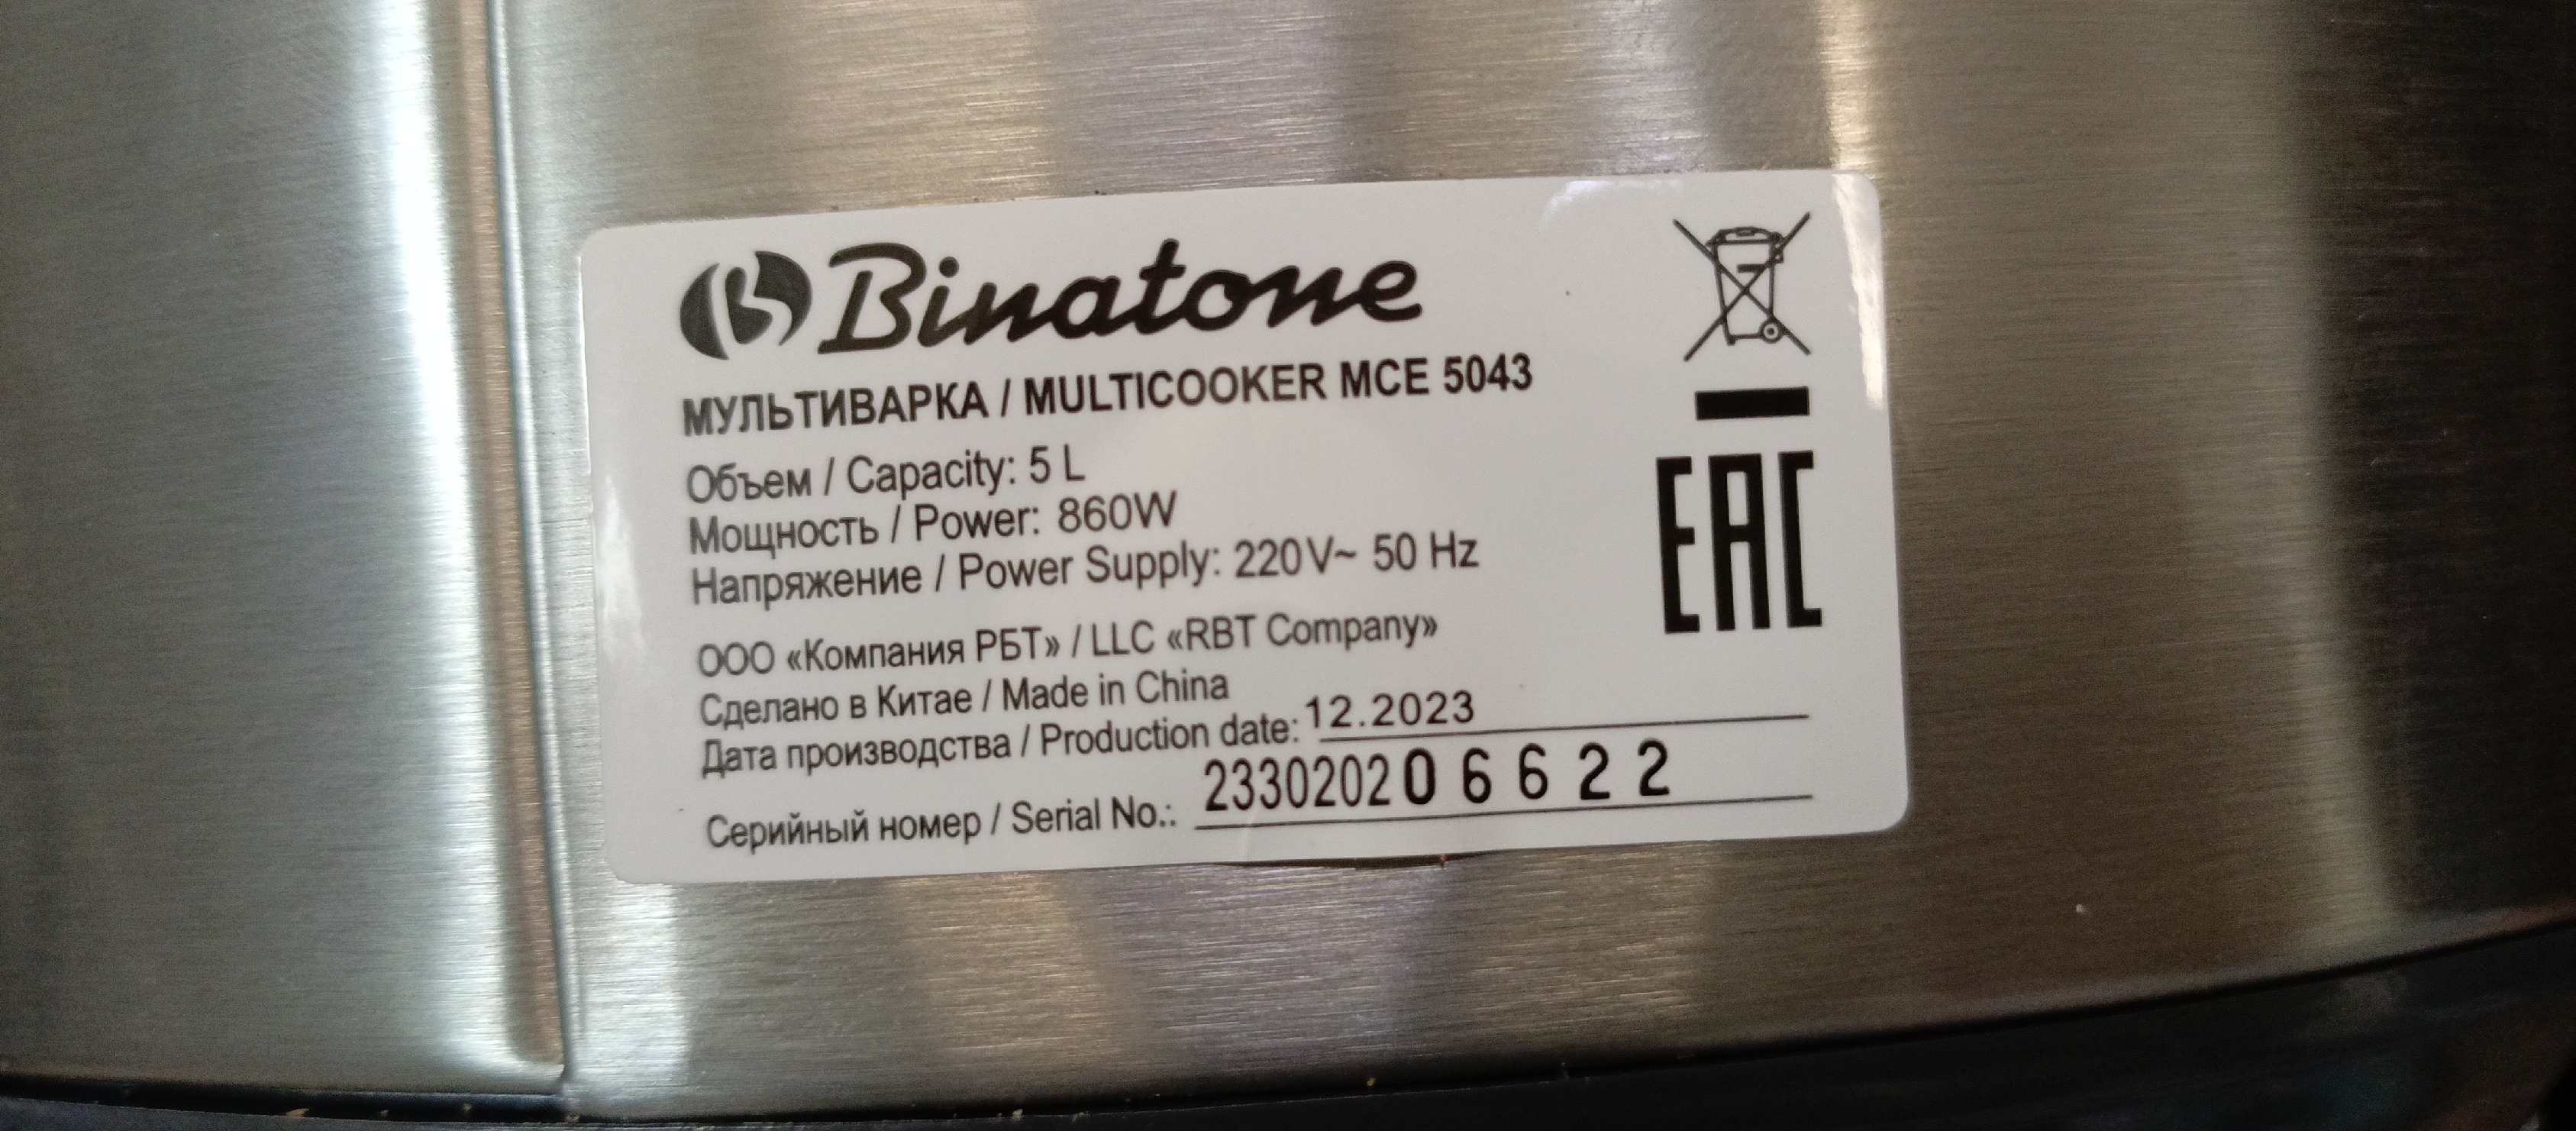 Binatone
МУЛЬТИВАРКА / MULTICOOKER MCE 5043
Объем / Capacity: 5 L
Мощность / Power: 860W
Напряжение / Power Supply: 220V~ 50 Hz
ООО «Компания РБТ» / LLC «RBT Company»
Сделано в Китае / Made in China
Дата производства / Production date: 12.2023
Серийный номер / Serial No.: 233020206622
EAC